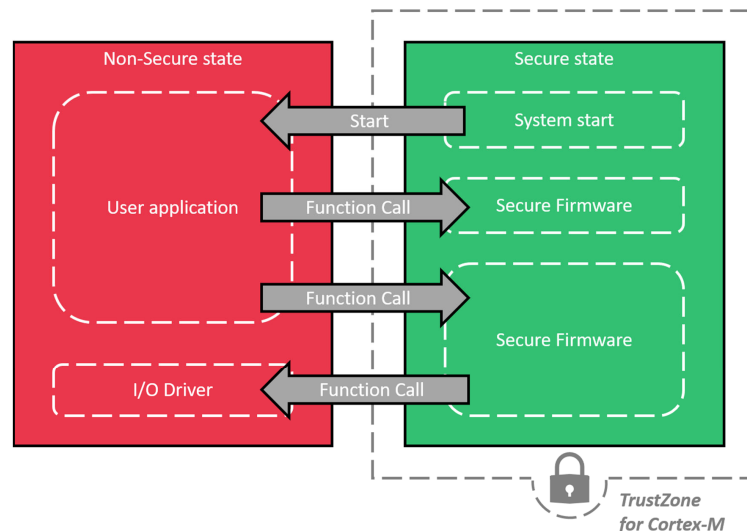 Non-Secure state
Secure state
Start
System start
User application
Function Call
Secure Firmware
Function Call
Secure Firmware
I/O Driver
Function Call
TrustZone
for Cortex-M